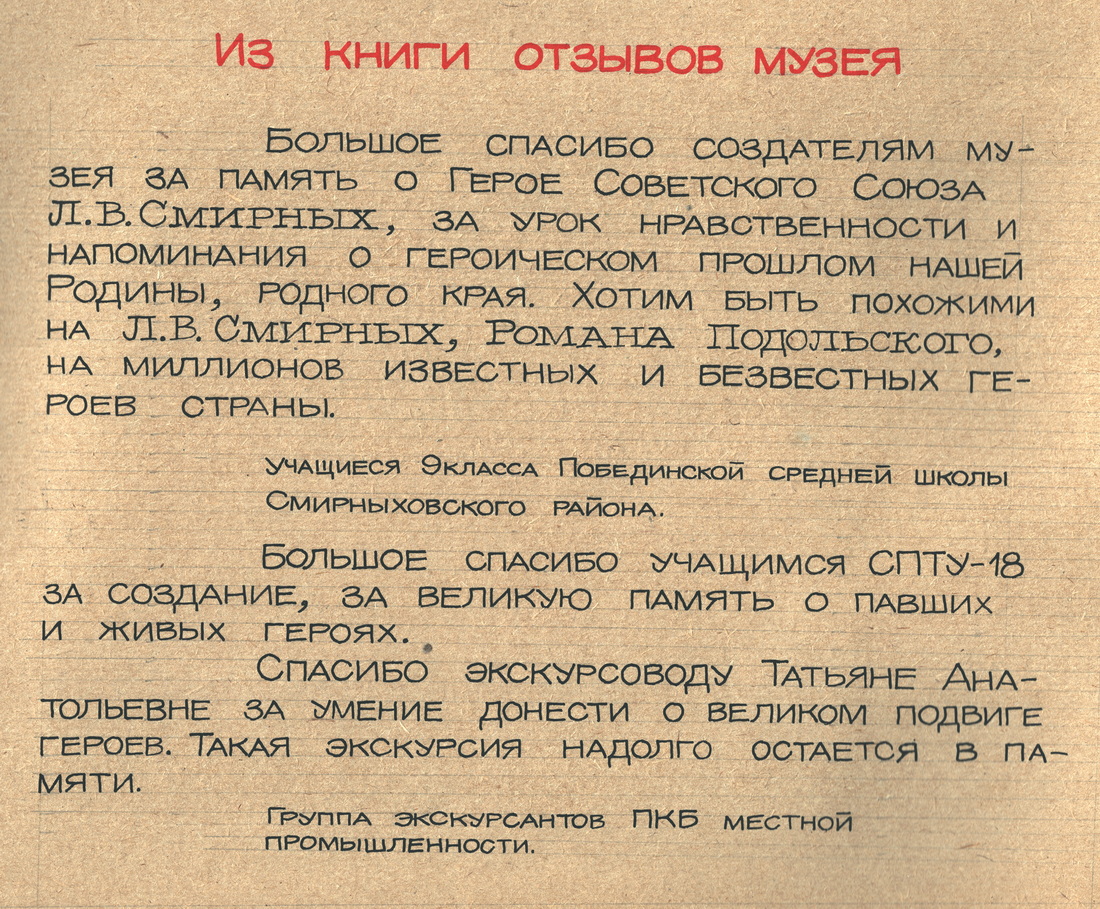 Из книги отзывов музея
Большое спасибо создателям му-
зея за память о Герое Советского Союза
Л.В. Смирных, за урок нравственности и
напоминания о героическом прошлом нашей
Родины, родного края. Хотим быть похожими
на Л.В. Смирных, Романа Подольского,
на миллионов известных и безвестных ге-
роев страны.
учащиеся 9класса Победин­ской средней школы
Смирныховского района.
Большое спасибо учащимся СПТУ-18
за создание, за великую память о павших
и живых героях.
Спасибо экскурсоводу Татьяне Ана-
тольевне за умение донести о великом подвиге
героев. Такая экскурсия надолго остается в па-
мяти.
Группа экскурсантов ПКБ местной
промышленности.